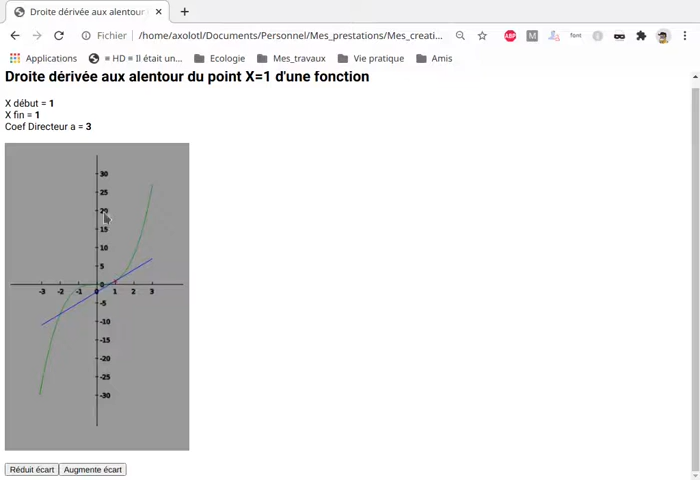 Droite dérivée aux alentour
Fichier /home/axolotl/Documents/Personnel/Mes_prestations/Mes_creati...
ABP M font
Applications = HD = Il était un... Ecologie Mes_travaux Vie pratique Amis
Droite dérivée aux alentour du point X=1 d'une fonction
X début = 1
X fin = 1
Coef Directeur a = 3
30
25
20
15
10
5
0
-3 -2 -1 0 1 2 3
-5
-10
-15
-20
-25
-30
Réduit écart Augmente écart